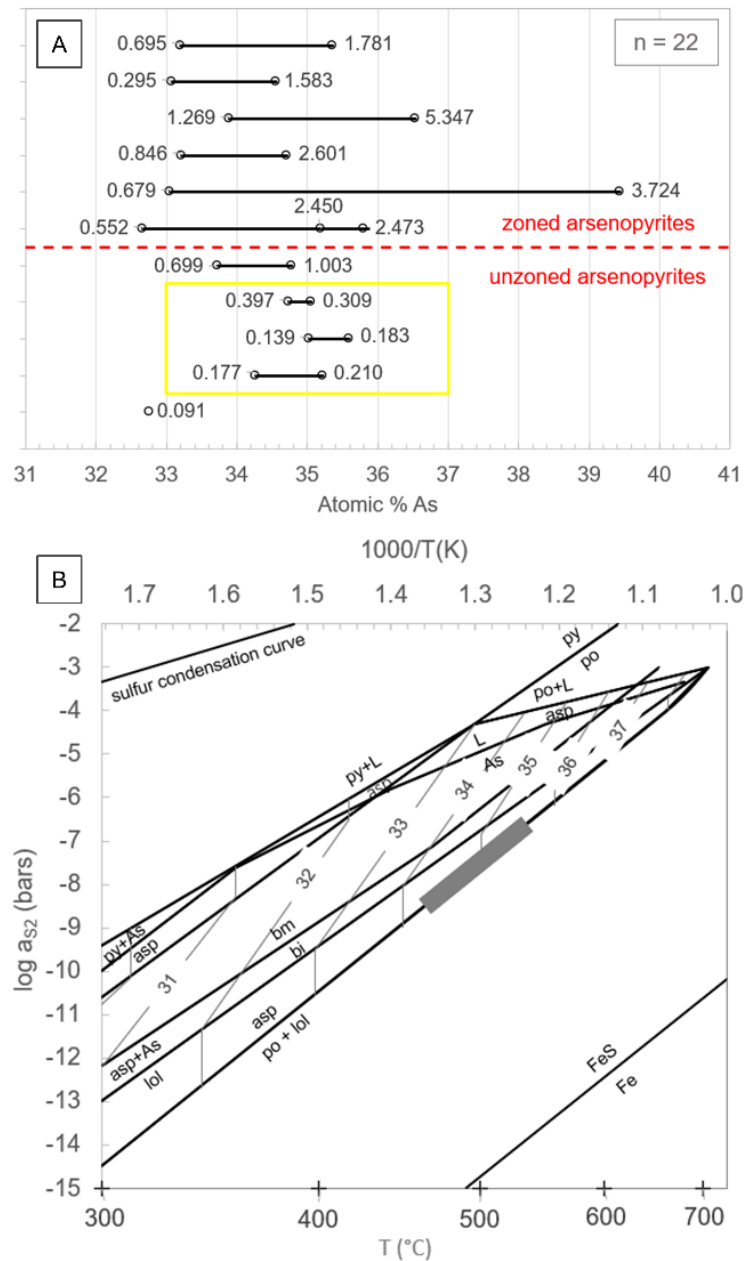 A
n = 22
0.695 1.781
0.295 1.583
1.269 5.347
0.846 2.601
0.679 3.724
2.450
0.552 2.473 zoned arsenopyrites
0.699 1.003 unzoned arsenopyrites
0.397 0.309
0.139 0.183
0.177 0.210
0.091
31 32 33 34 35 36 37 38 39 40 41
Atomic % As
B
1000/T(K)
1.7 1.6 1.5 1.4 1.3 1.2 1.1 1.0
-2
-3
-4
-5
-6
-7
-8
-9
-10
-11
-12
-13
-14
-15
log aS2 (bars)
sulfur condensation curve
py
po
po+L
asp
L
As
py+L
asp
py+As
asp
31
32
33
34
35
36
37
bm
bi
asp+As
lol
asp
po + lol
FeS
Fe
300 400 500 600 700
T (°C)